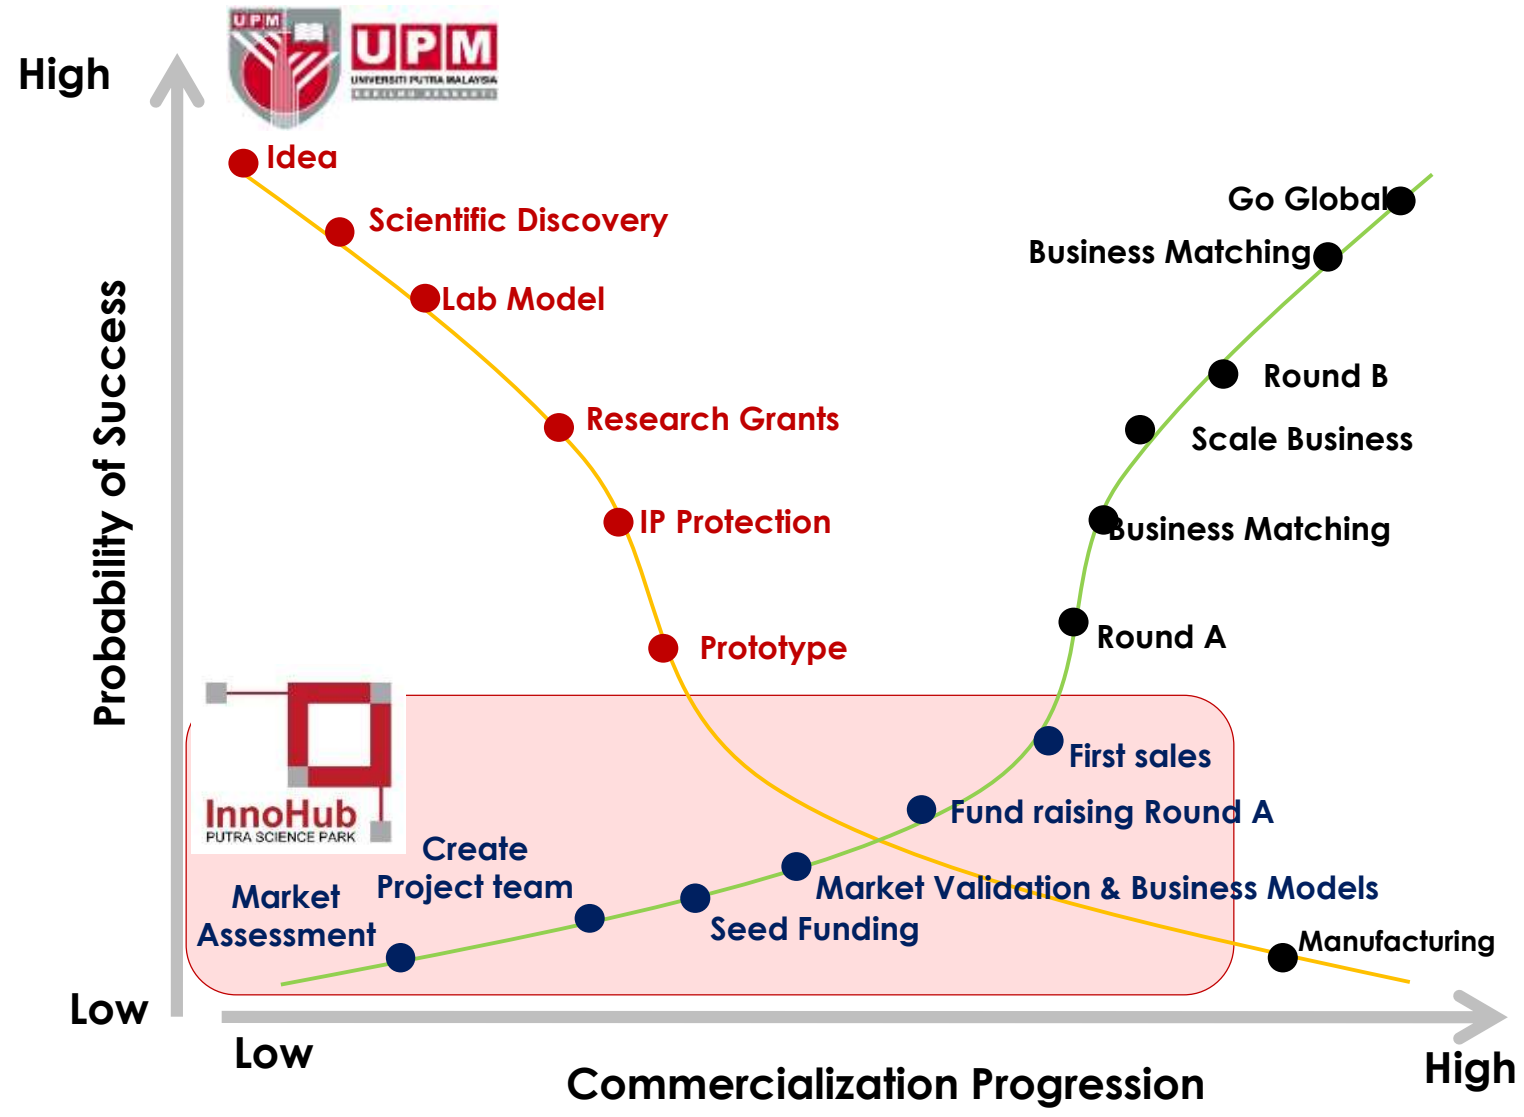 High
UPM
UPM
UNIVERSITI PUTRA MALAYSIA
BERILMU BERBAKTI
Idea
Scientific Discovery
Lab Model
Research Grants
IP Protection
Prototype
Go Global
Business Matching
Round B
Scale Business
Business Matching
Round A
Probability of Success
InnoHub
PUTRA SCIENCE PARK
First sales
Fund raising Round A
Create
Project team
Market
Assessment
Market Validation & Business Models
Seed Funding
Manufacturing
Low
Low
Commercialization Progression
High